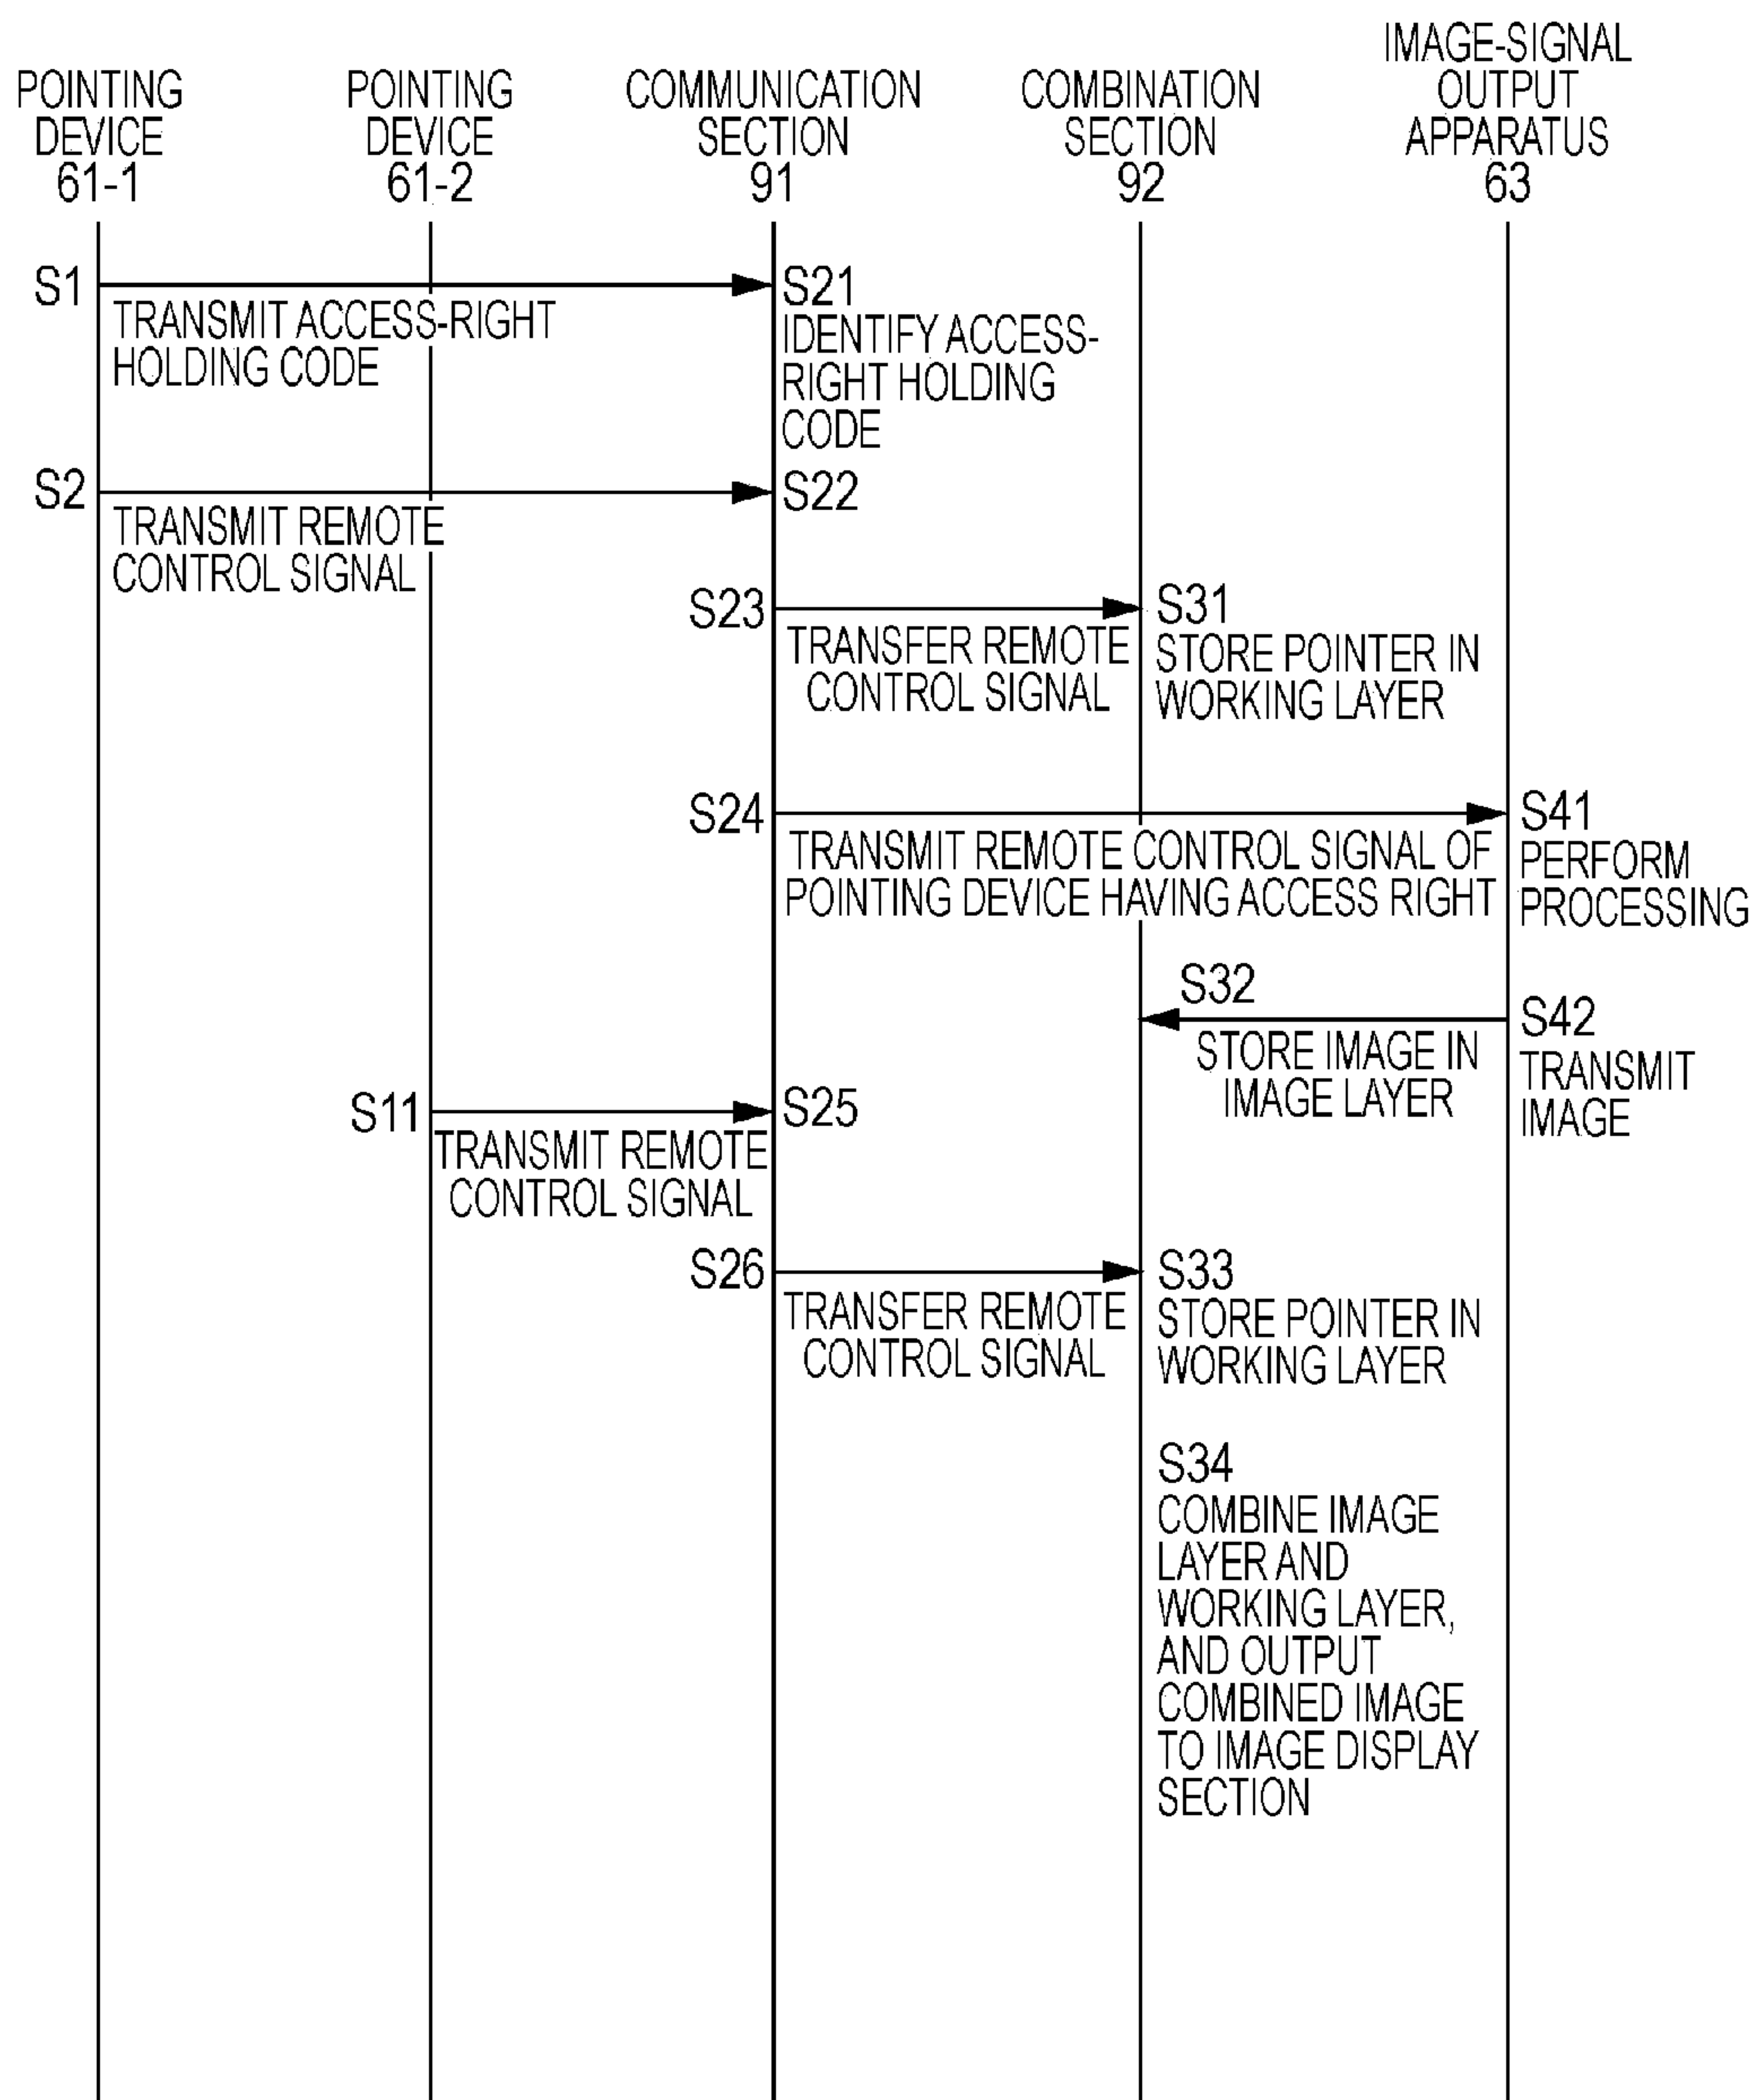 POINTING
DEVICE
61-1
POINTING
DEVICE
61-2
COMMUNICATION
SECTION
91
COMBINATION
SECTION
92
IMAGE-SIGNAL
OUTPUT
APPARATUS
63
S1
TRANSMIT ACCESS-RIGHT
HOLDING CODE
S21
IDENTIFY ACCESS-
RIGHT HOLDING
CODE
S2
TRANSMIT REMOTE
CONTROL SIGNAL
S22
S23
TRANSFER REMOTE
CONTROL SIGNAL
S31
STORE POINTER IN
WORKING LAYER
S24
TRANSMIT REMOTE CONTROL SIGNAL OF
POINTING DEVICE HAVING ACCESS RIGHT
S41
PERFORM
PROCESSING
S32
STORE IMAGE IN
IMAGE LAYER
S42
TRANSMIT
IMAGE
S11
TRANSMIT REMOTE
CONTROL SIGNAL
S25
S26
TRANSFER REMOTE
CONTROL SIGNAL
S33
STORE POINTER IN
WORKING LAYER
S34
COMBINE IMAGE
LAYER AND
WORKING LAYER,
AND OUTPUT
COMBINED IMAGE
TO IMAGE DISPLAY
SECTION